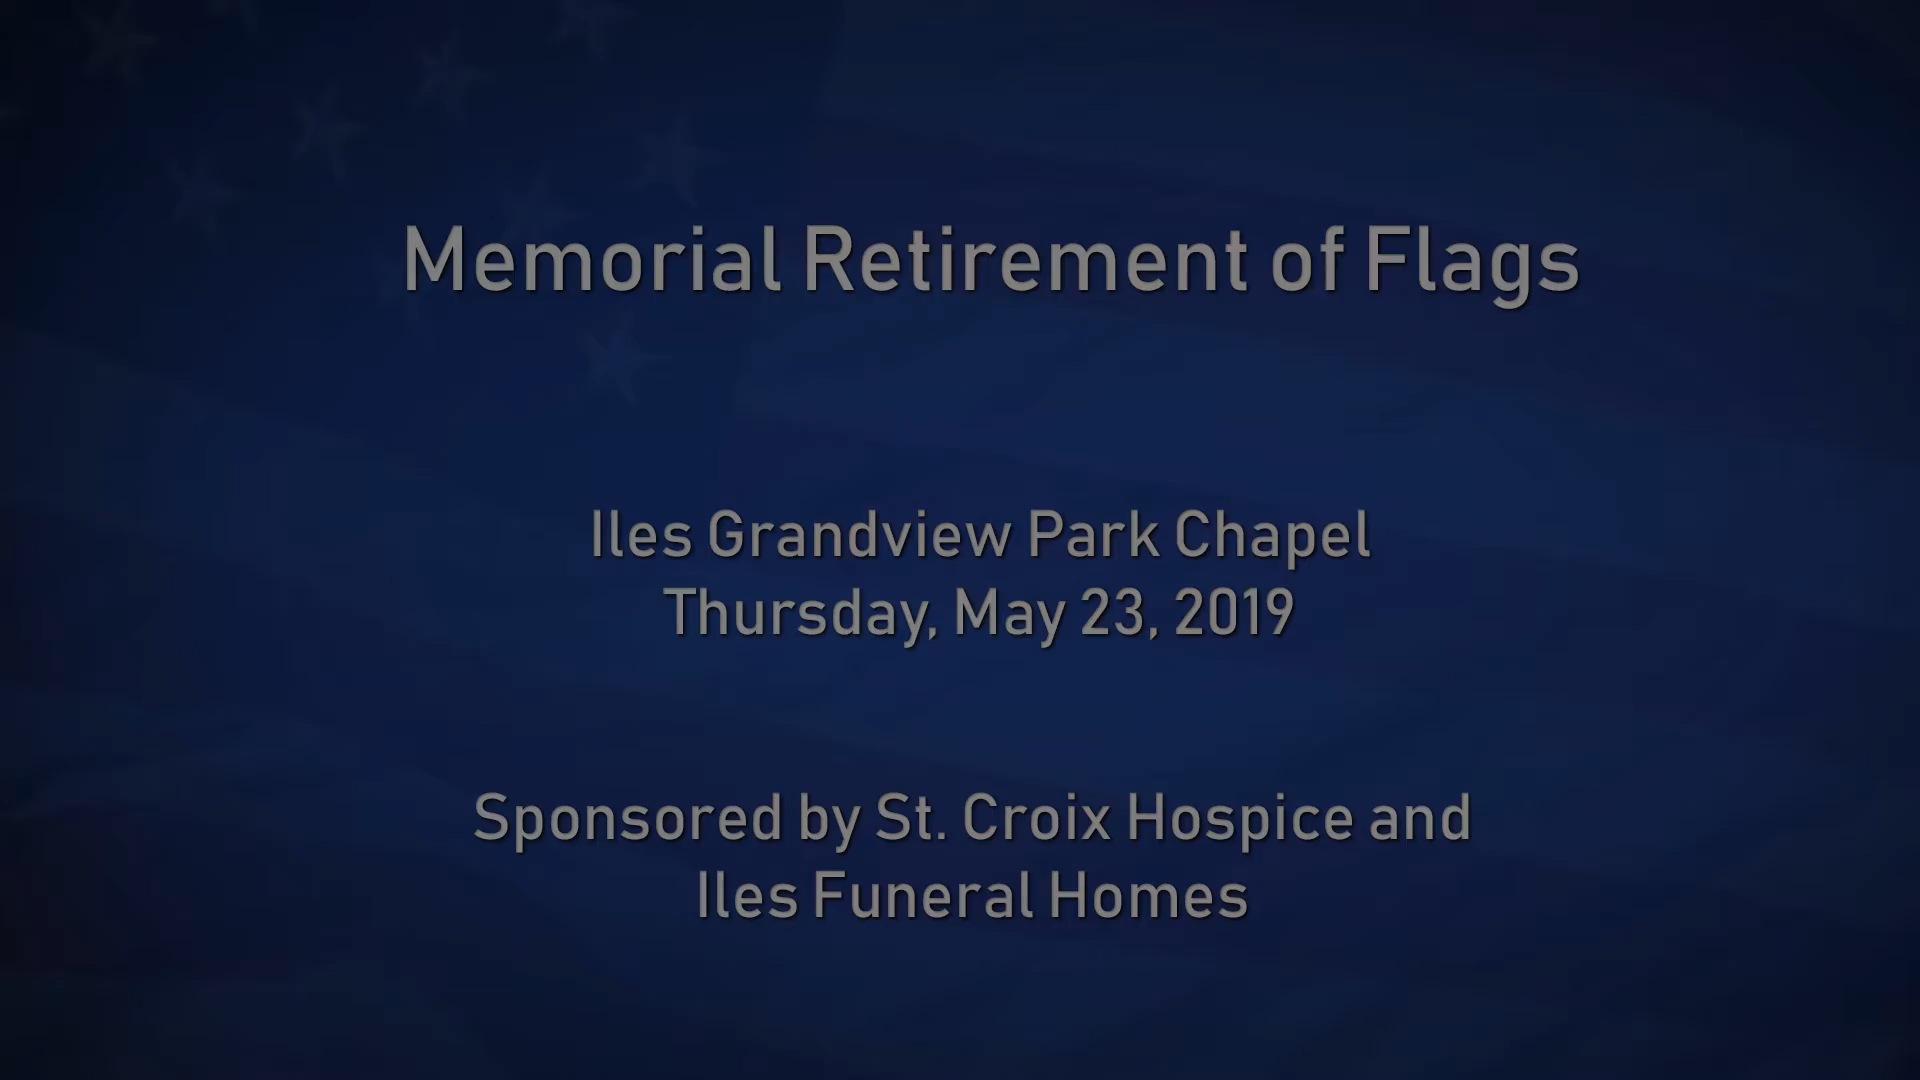 Memorial Retirement of Flags
Iles Grandview Park Chapel
Thursday, May 23, 2019
Sponsored by St. Croix Hospice and
Iles Funeral Homes